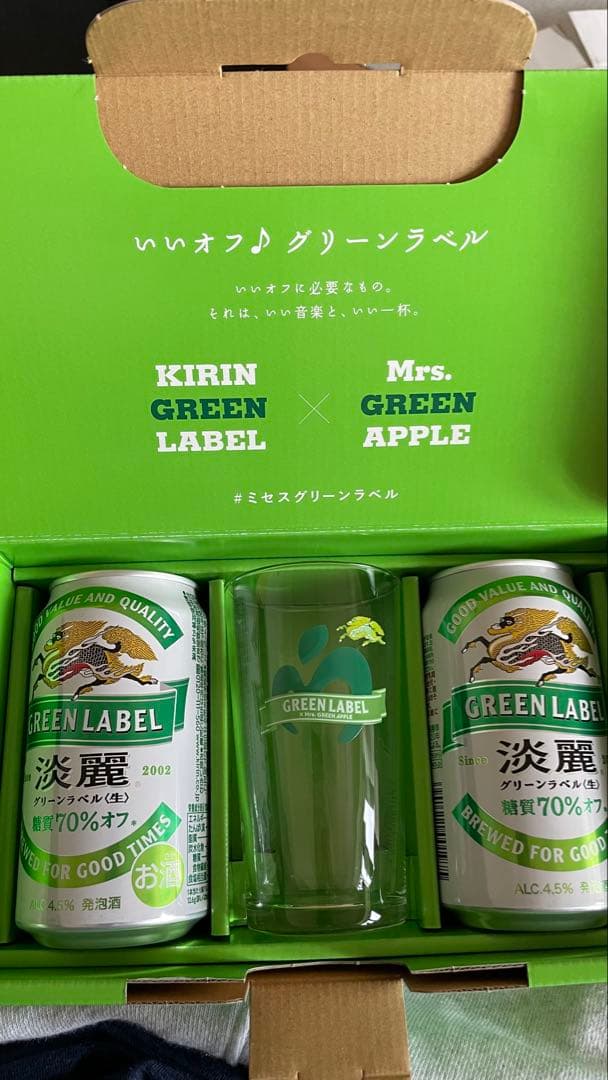 いいオフ♪ グリーンラベル
いいオフに必要なもの。
それは、いい音楽と、いい一杯。
KIRIN
GREEN
LABEL
×
Mrs.
GREEN
APPLE
#ミセスグリーンラベル
GOOD VALUE AND QUALITY
GREEN LABEL
淡麗
2002
グリーンラベル〈生〉
糖質70%オフ*
BREWED FOR GOOD TIMES
お酒
ALC.4.5% 発泡酒
GREEN LABEL
× Mrs. GREEN APPLE
GOOD VALUE AND QUALITY
GREEN LABEL
Since
淡麗
グリーンラベル〈生〉
糖質70%オフ*
BREWED FOR GOOD
ALC.4.5% 発泡